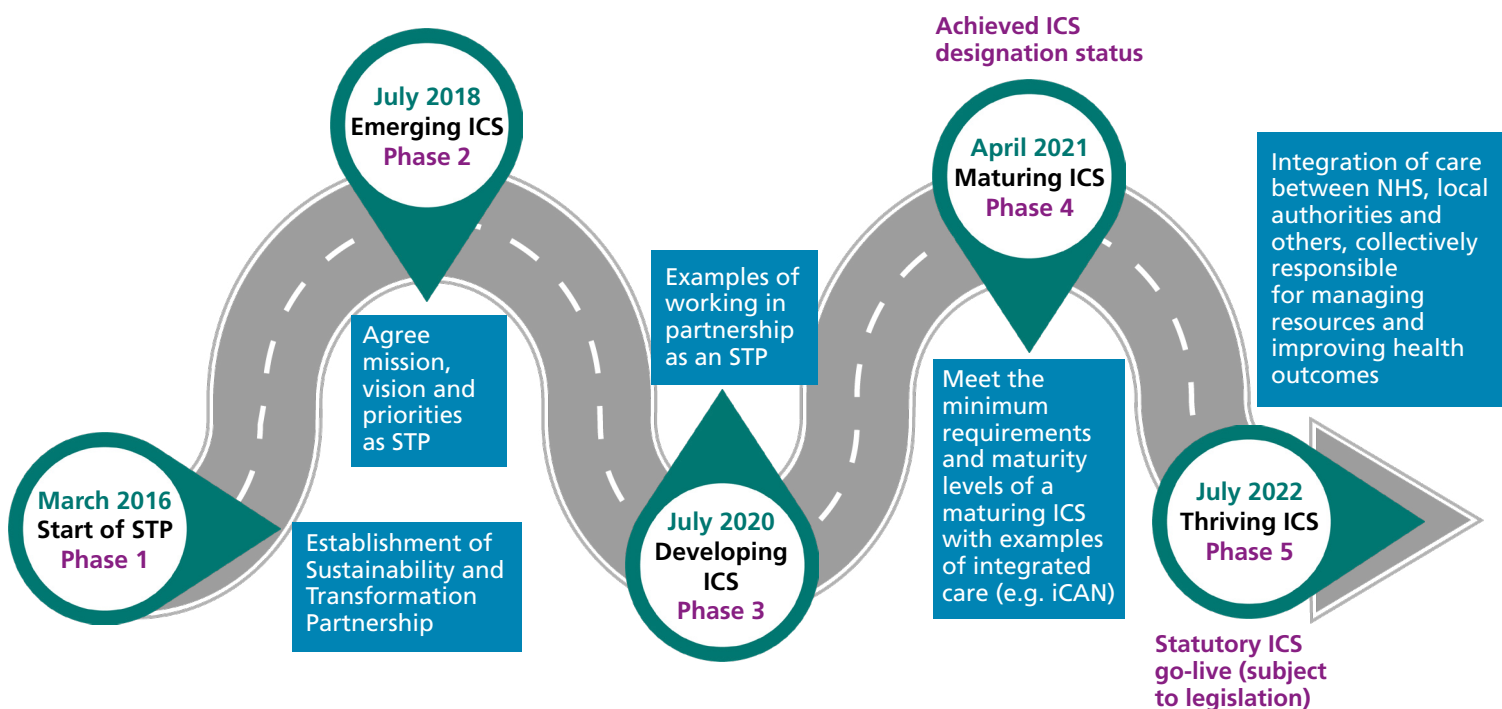 March 2016
Start of STP
Phase 1
Establishment of
Sustainability and
Transformation
Partnership
July 2018
Emerging ICS
Phase 2
Agree
mission,
vision and
priorities
as STP
July 2020
Developing
ICS
Phase 3
Examples of
working in
partnership
as an STP
Achieved ICS
designation status
April 2021
Maturing ICS
Phase 4
Meet the
minimum
requirements
and maturity
levels of a
maturing ICS
with examples
of integrated
care (e.g. iCAN)
July 2022
Thriving ICS
Phase 5
Statutory ICS
go-live (subject
to legislation)
Integration of care
between NHS, local
authorities and
others, collectively
responsible
for managing
resources and
improving health
outcomes